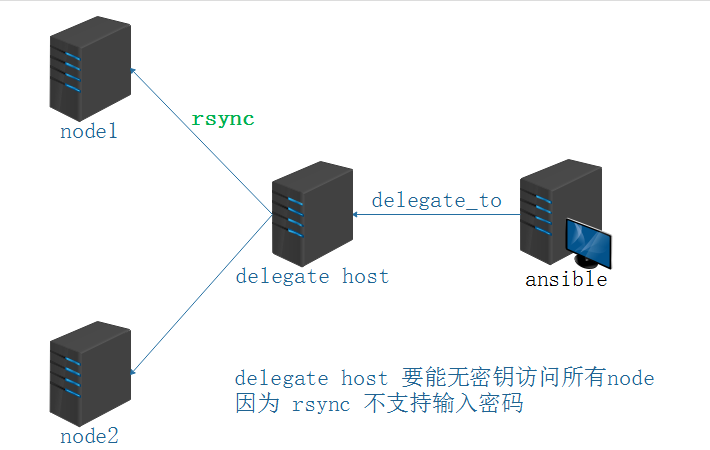 node1
rsync
delegate_to
delegate host
ansible
delegate host 要能无密钥访问所有node
因为 rsync 不支持输入密码
node2